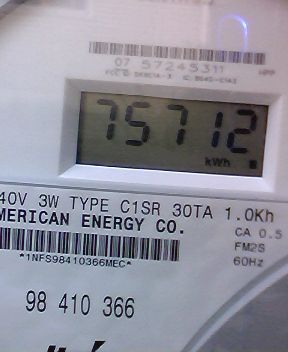 07 57245311
75712
kWh
40V 3W TYPE C1SR 30TA 1.0Kh
MERICAN ENERGY CO.
CA 0.5
FM2S
60Hz
*1NFS98410366MEC*
98 410 366